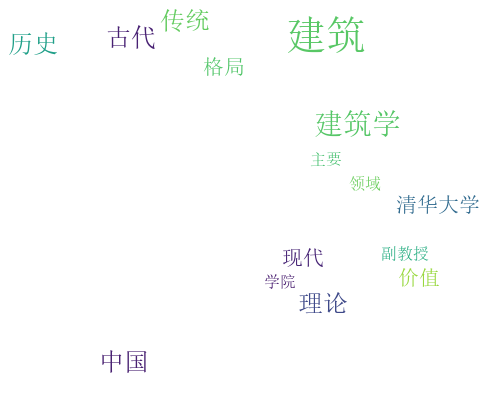 传统
建筑
古代
历史
格局
建筑学
主要
领域
清华大学
副教授
现代
价值
学院
理论
中国